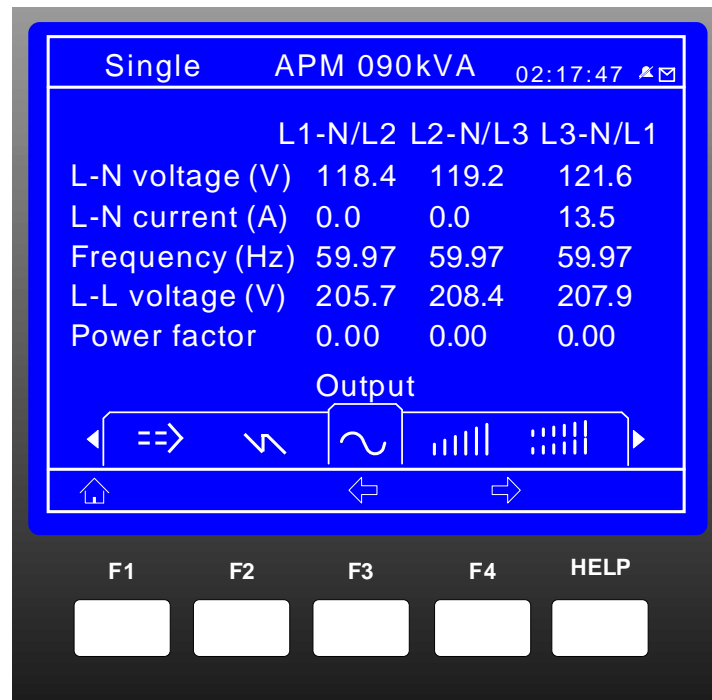 Single APM 090kVA 02:17:47
L1-N/L2 L2-N/L3 L3-N/L1
L-N voltage (V) 118.4 119.2 121.6
L-N current (A) 0.0 0.0 13.5
Frequency (Hz) 59.97 59.97 59.97
L-L voltage (V) 205.7 208.4 207.9
Power factor 0.00 0.00 0.00
Output
F1 F2 F3 F4 HELP